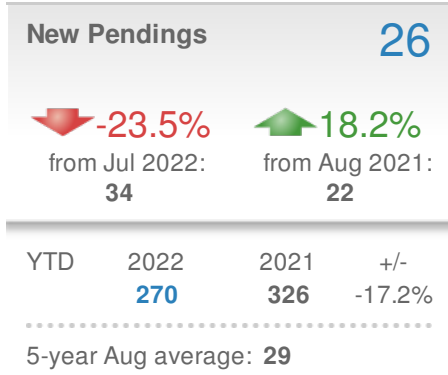 New Pendings 26
-23.5% 18.2%
from Jul 2022: from Aug 2021:
34 22
YTD 2022 2021 +/-
270 326 -17.2%
5-year Aug average: 29